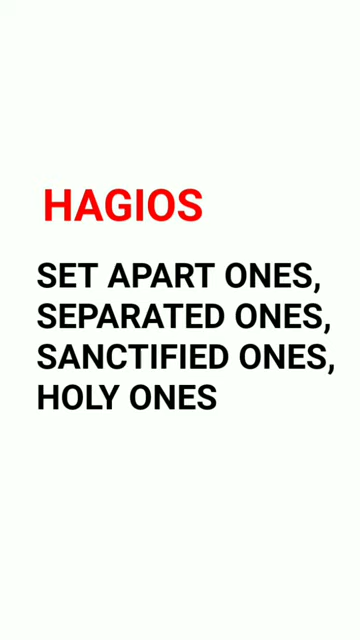 HAGIOS
SET APART ONES,
SEPARATED ONES,
SANCTIFIED ONES,
HOLY ONES